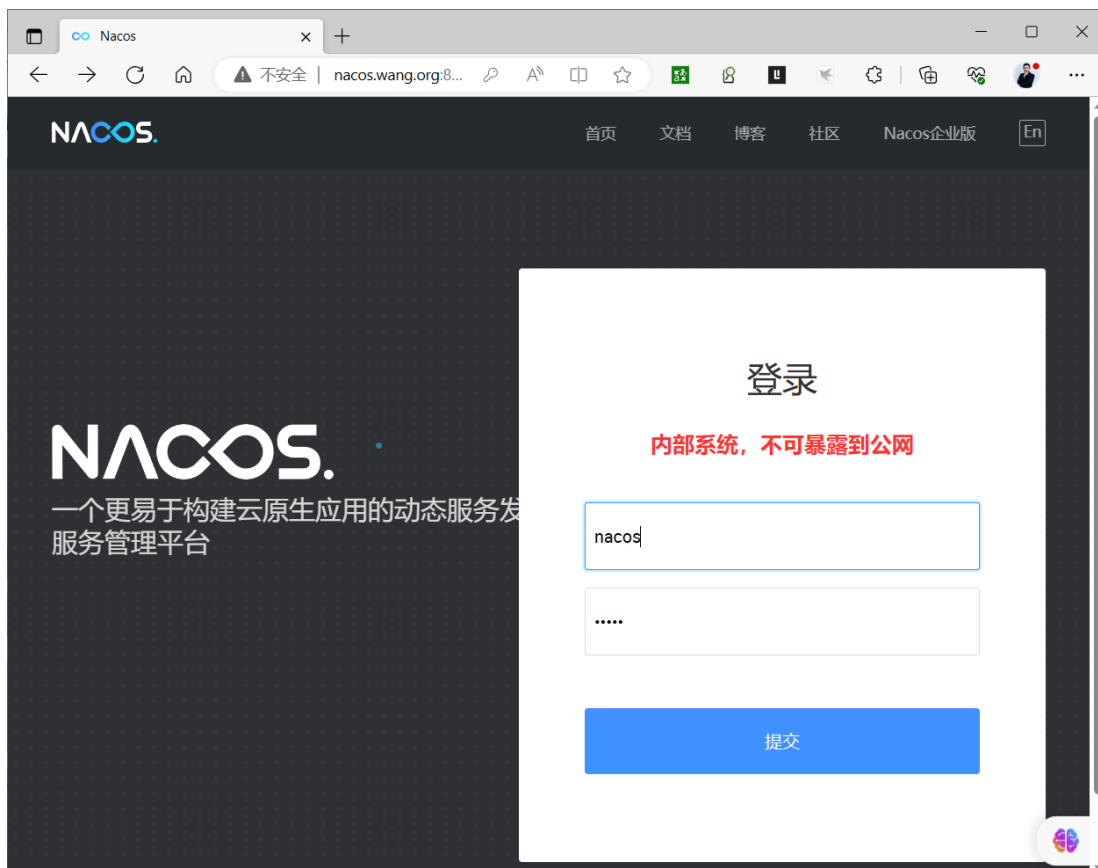 Nacos
不安全 | nacos.wang.org:8...
NACOS.
首页 文档 博客 社区 Nacos企业版 En
登录
内部系统，不可暴露到公网
NACOS.
一个更易于构建云原生应用的动态服务发
服务管理平台
nacos
•••••
提交